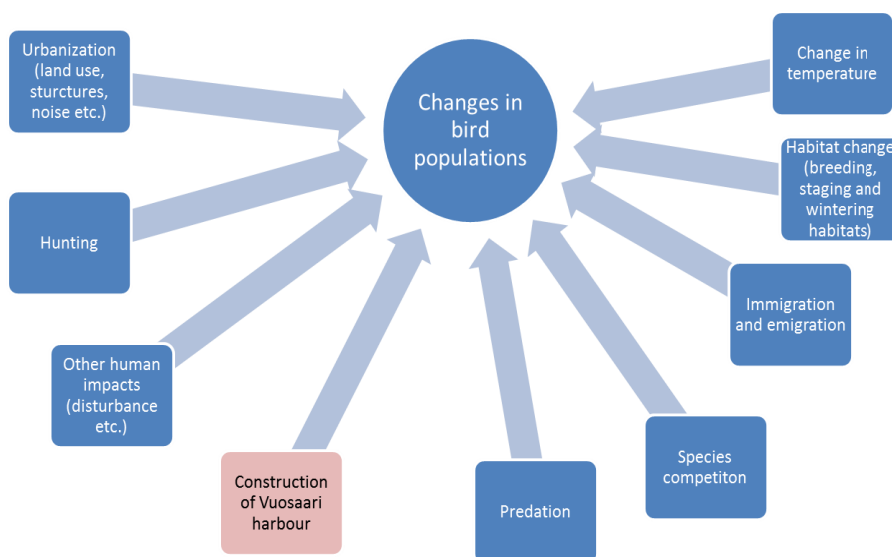 Changes in
bird
populations
Urbanization
(land use,
sturctures,
noise etc.)
Hunting
Other human
impacts
(disturbance
etc.)
Construction
of Vuosaari
harbour
Predation
Species
competiton
Immigration
and emigration
Habitat change
(breeding,
staging and
wintering
habitats)
Change in
temperature